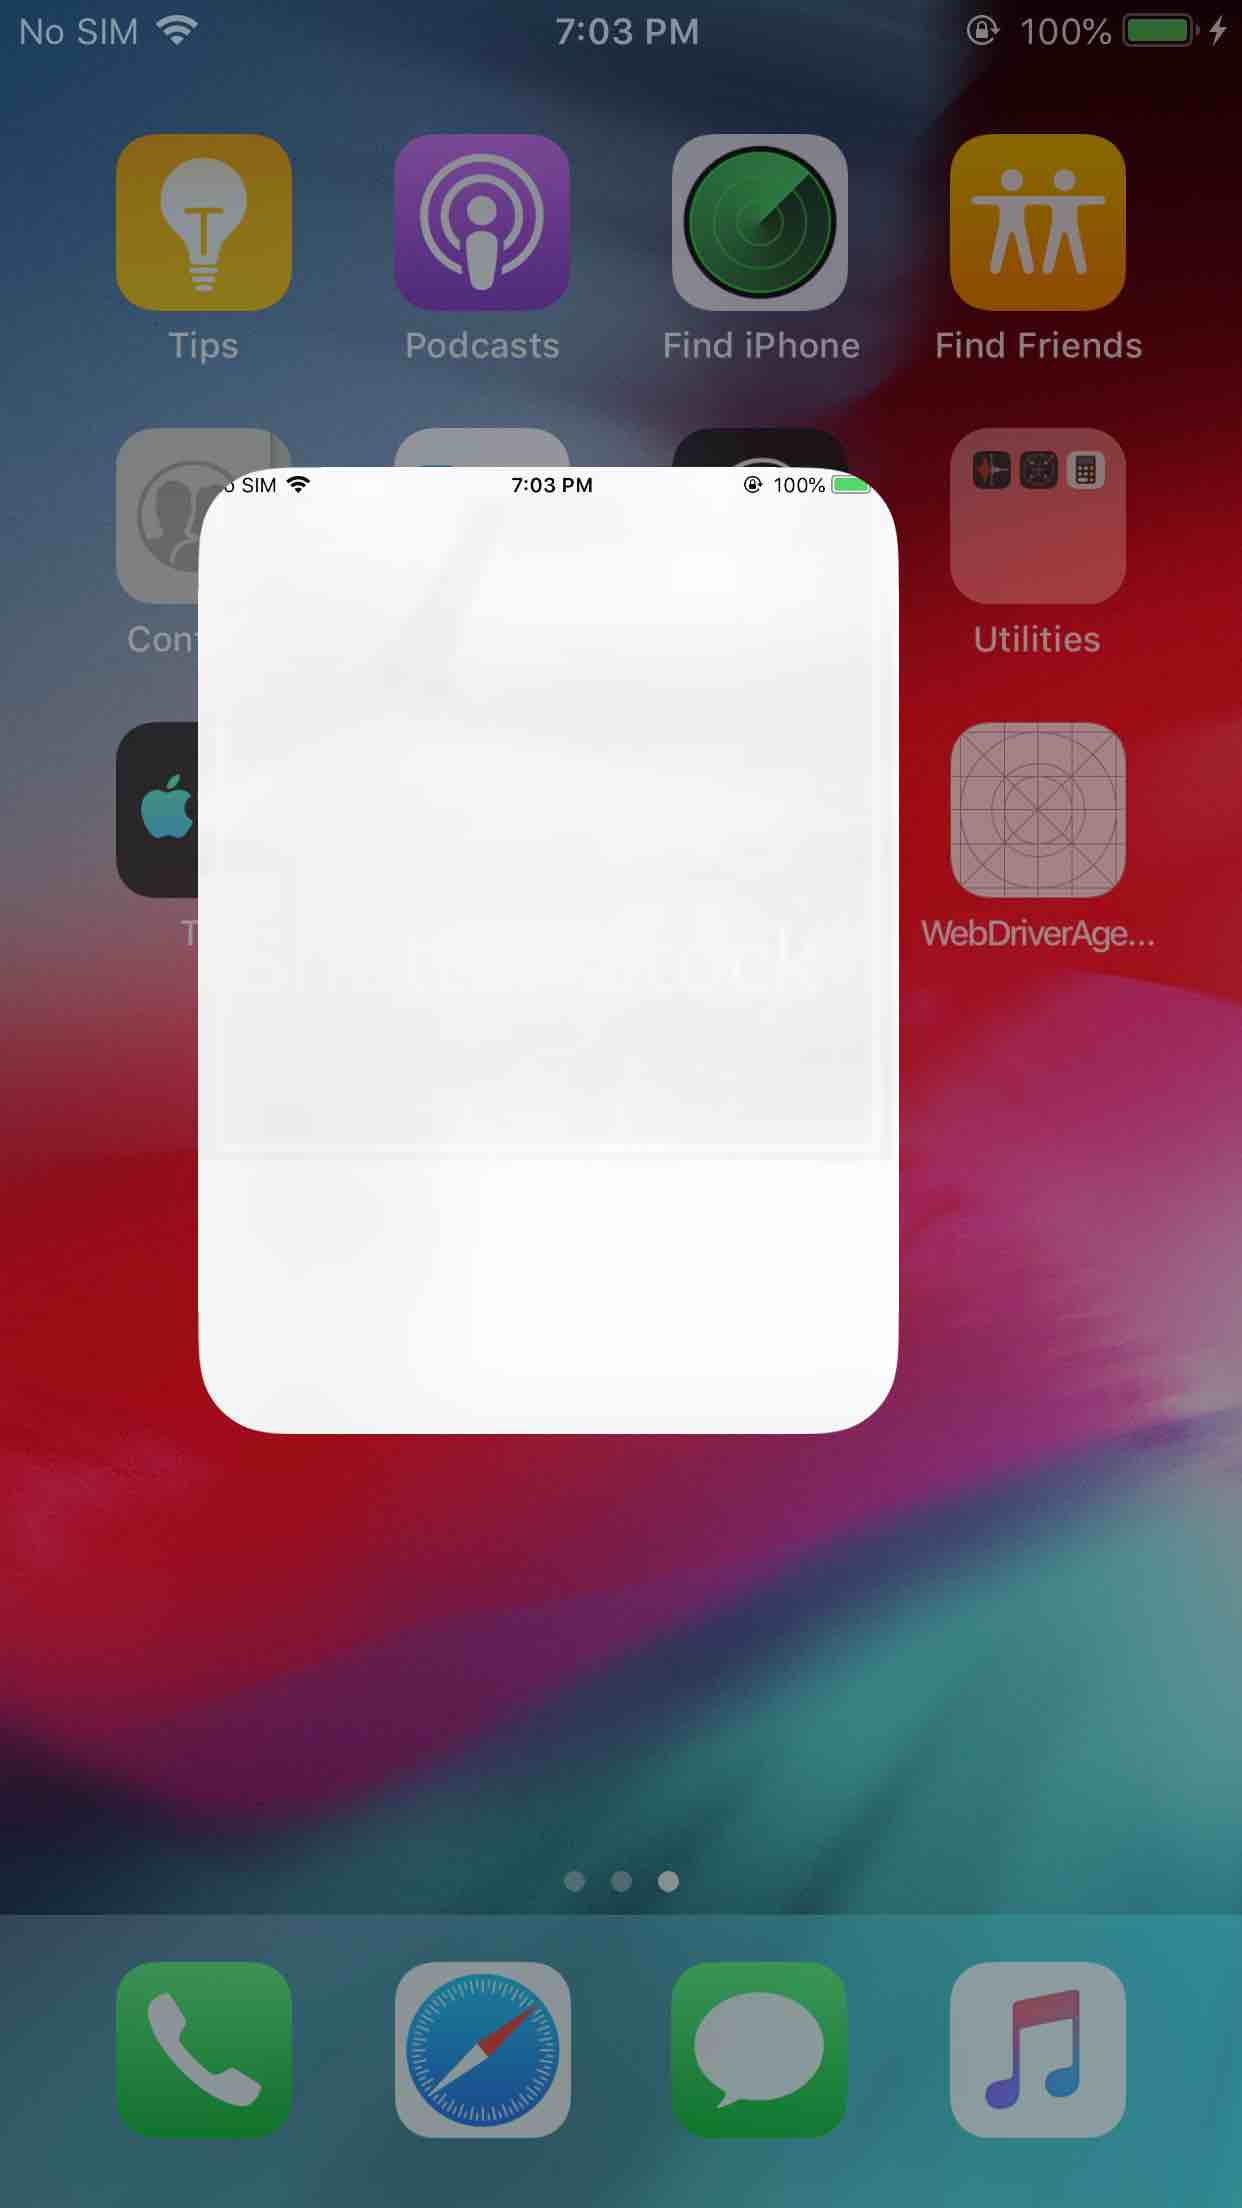 No SIM 7:03 PM 100%
Tips Podcasts Find iPhone Find Friends
SIM 7:03 PM 100%
Con Utilities
T WebDriverAge...